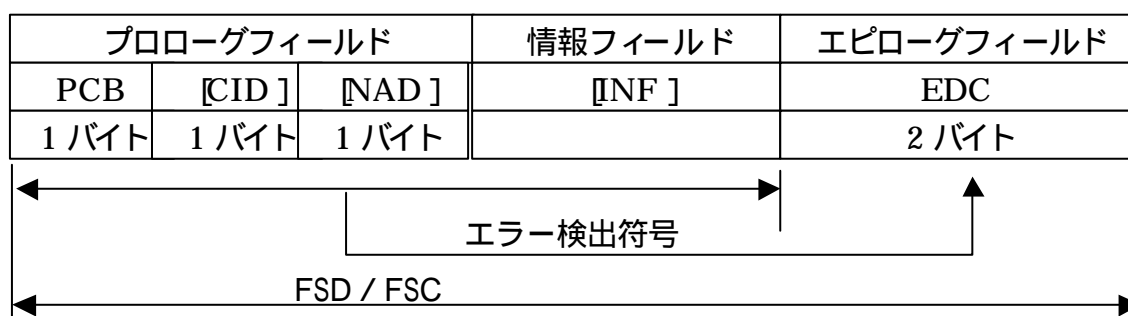 プロローグフィールド 情報フィールド エピローグフィールド
PCB [CID] [NAD] [INF] EDC
1 バイト 1 バイト 1 バイト 2 バイト
エラー検出符号
FSD / FSC